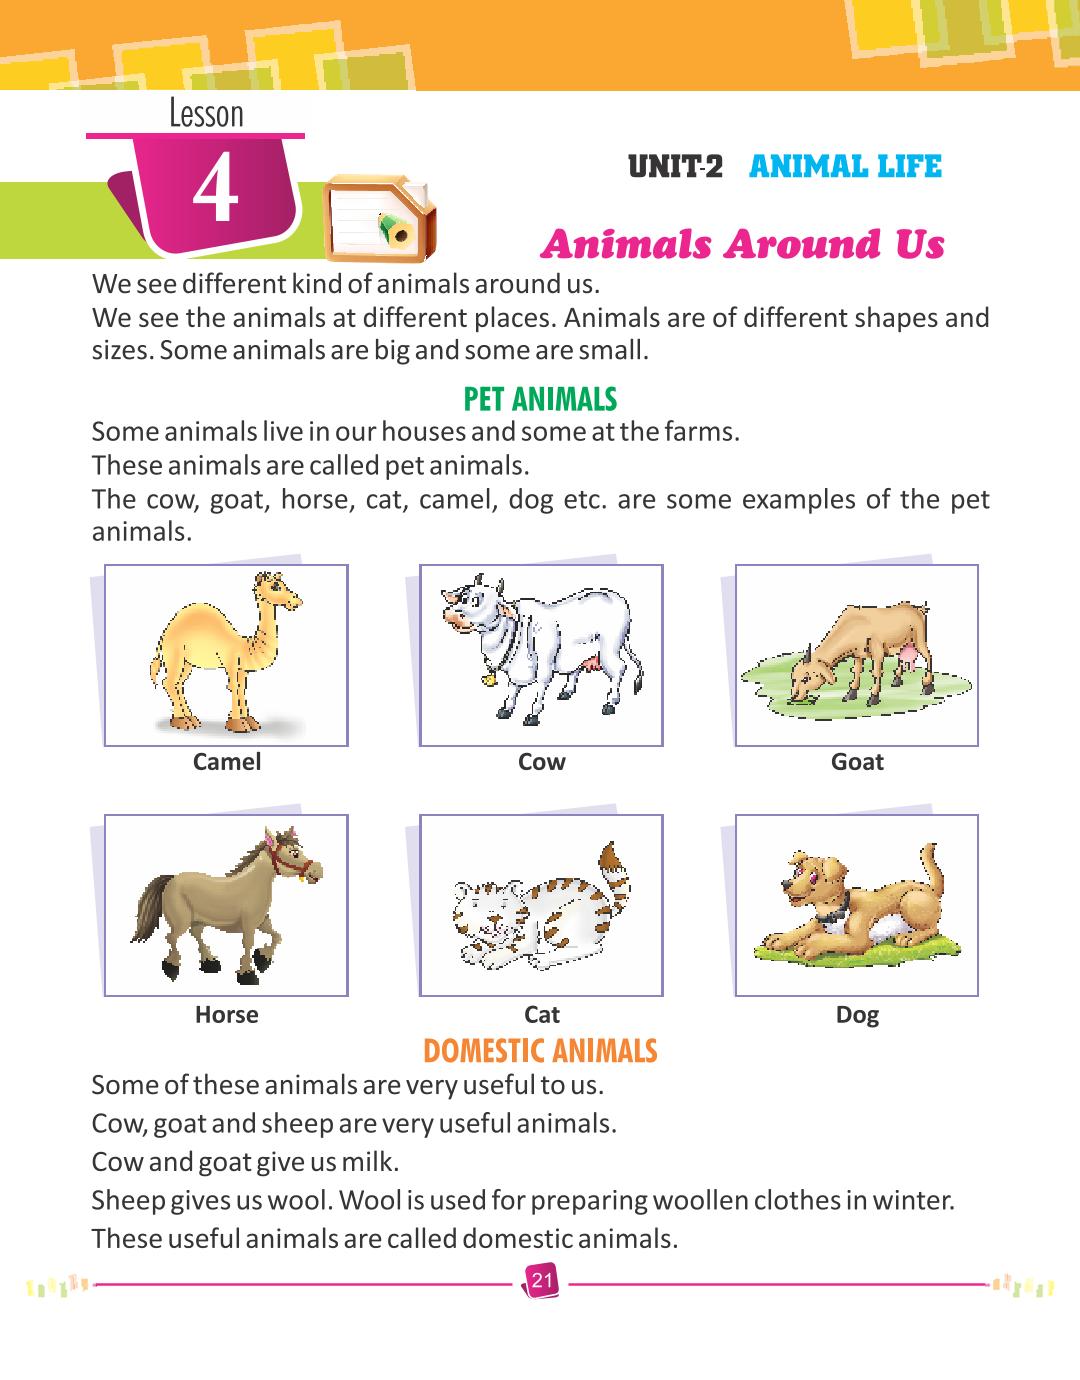 Lesson
4
UNIT-2 ANIMAL LIFE
Animals Around Us
We see different kind of animals around us.
We see the animals at different places. Animals are of different shapes and
sizes. Some animals are big and some are small.
PET ANIMALS
Some animals live in our houses and some at the farms.
These animals are called pet animals.
The cow, goat, horse, cat, camel, dog etc. are some examples of the pet
animals.
Camel Cow Goat
Horse Cat Dog
DOMESTIC ANIMALS
Some of these animals are very useful to us.
Cow, goat and sheep are very useful animals.
Cow and goat give us milk.
Sheep gives us wool. Wool is used for preparing woollen clothes in winter.
These useful animals are called domestic animals.
21